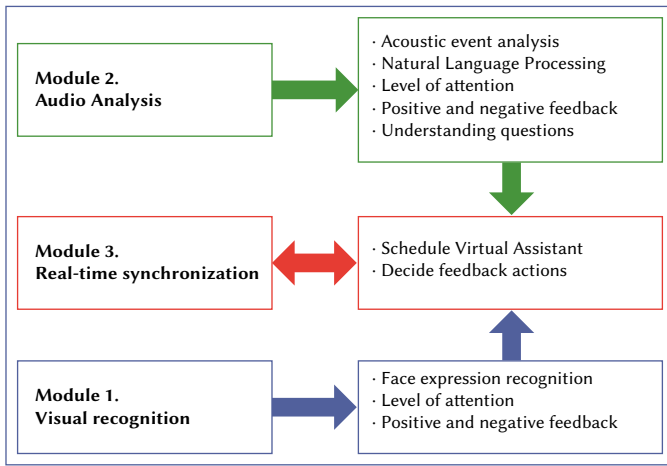 Module 2.
Audio Analysis
· Acoustic event analysis
· Natural Language Processing
· Level of attention
· Positive and negative feedback
· Understanding questions
Module 3.
Real-time synchronization
· Schedule Virtual Assistant
· Decide feedback actions
Module 1.
Visual recognition
· Face expression recognition
· Level of attention
· Positive and negative feedback